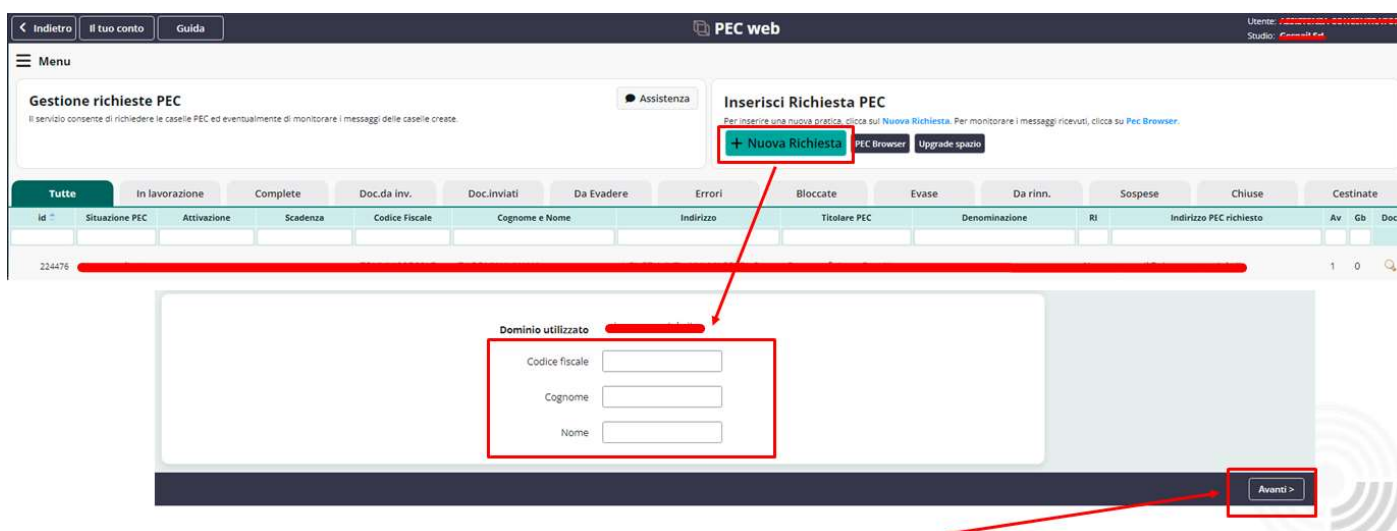 Indietro Il tuo conto Guida PEC web Utente:
Studio:
Menu
Gestione richieste PEC Assistenza
Il servizio consente di richiedere le caselle PEC ed eventualmente di monitorare i messaggi delle caselle create.
Inserisci Richiesta PEC
Per inserire una nuova pratica, clicca sul Nuova Richiesta. Per monitorare i messaggi ricevuti, clicca su Pec Browser.
+ Nuova Richiesta PEC Browser Upgrade spazio
Tutte In lavorazione Complete Doc.da inv. Doc.inviati Da Evadere Errori Bloccate Evase Da rinn. Sospese Chiuse Cestinate
id Situazione PEC Attivazione Scadenza Codice Fiscale Cognome e Nome Indirizzo Titolare PEC Denominazione RI Indirizzo PEC richiesto Av Gb Doc
224476 1 0
Dominio utilizzato
Codice fiscale
Cognome
Nome
Avanti >